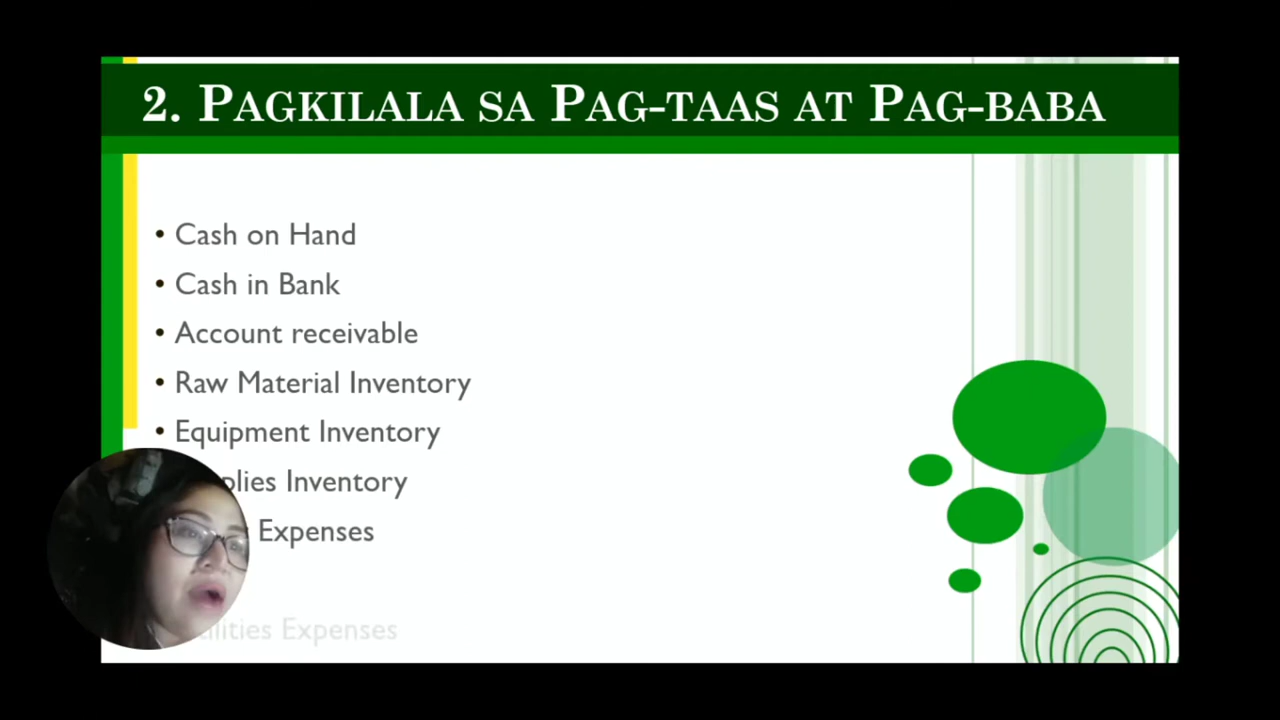 2. PAGKILALA SA PAG-TAAS AT PAG-BABA
• Cash on Hand
• Cash in Bank
• Account receivable
• Raw Material Inventory
• Equipment Inventory
Inventory
Expenses
Expenses